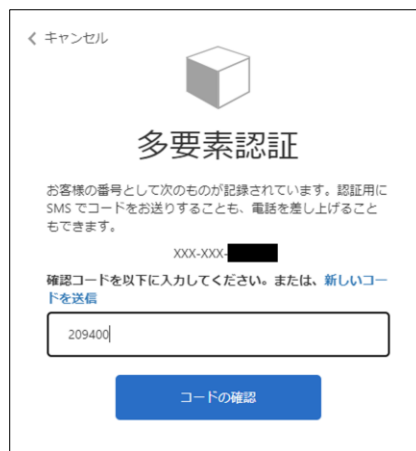 キャンセル
多要素認証
お客様の番号として次のものが記録されています。認証用に
SMS でコードをお送りすることも、電話を差し上げること
もできます。
XXX-XXX-
確認コードを以下に入力してください。または、新しいコー
ドを送信
209400
コードの確認